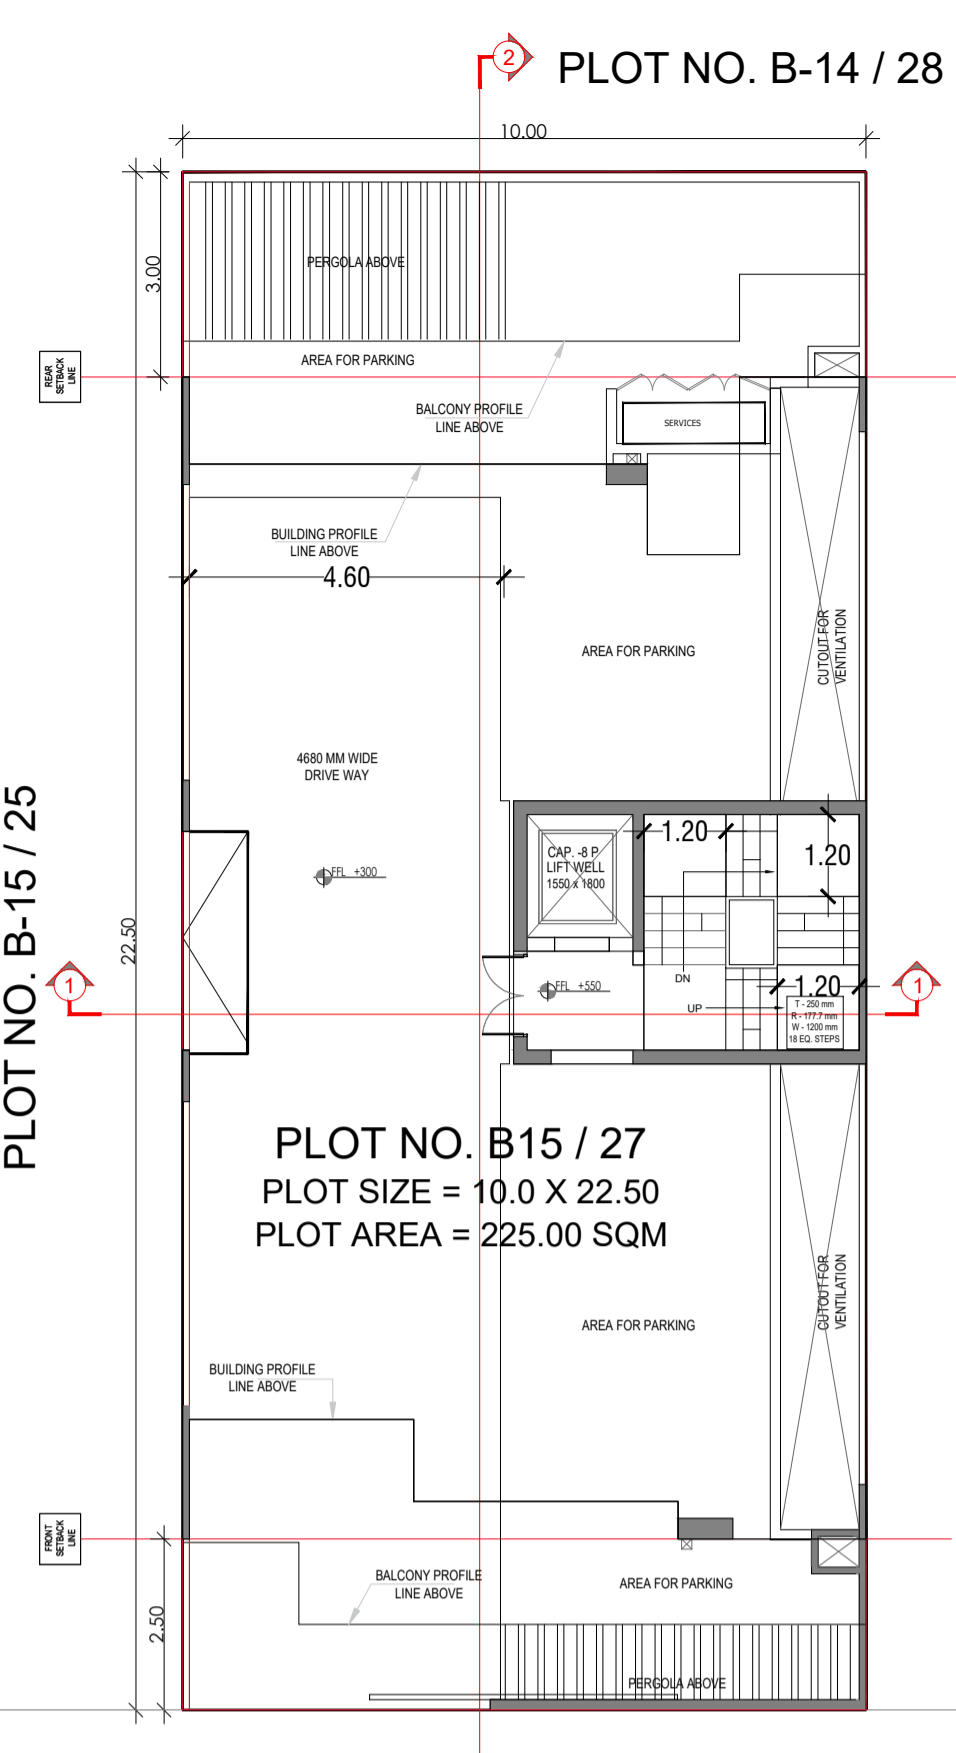 2
PLOT NO. B-14 / 28
10.00
3.00
PERGOLA ABOVE
AREA FOR PARKING
REAR
SETBACK
LINE
BALCONY PROFILE
LINE ABOVE
SERVICES
BUILDING PROFILE
LINE ABOVE
4.60
CUTOUT FOR
VENTILATION
AREA FOR PARKING
4680 MM WIDE
DRIVE WAY
PLOT NO. B-15 / 25
22.50
FFL +300
CAP. -8 P
LIFT WELL
1550 x 1800
1.20
1.20
DN
1
FFL +550
UP
1.20
T - 250 mm
R - 177.7 mm
W - 1200 mm
18 EQ. STEPS
1
PLOT NO. B15 / 27
PLOT SIZE = 10.0 X 22.50
PLOT AREA = 225.00 SQM
CUTOUT FOR
VENTILATION
AREA FOR PARKING
BUILDING PROFILE
LINE ABOVE
FRONT
SETBACK
LINE
2.50
BALCONY PROFILE
LINE ABOVE
AREA FOR PARKING
PERGOLA ABOVE